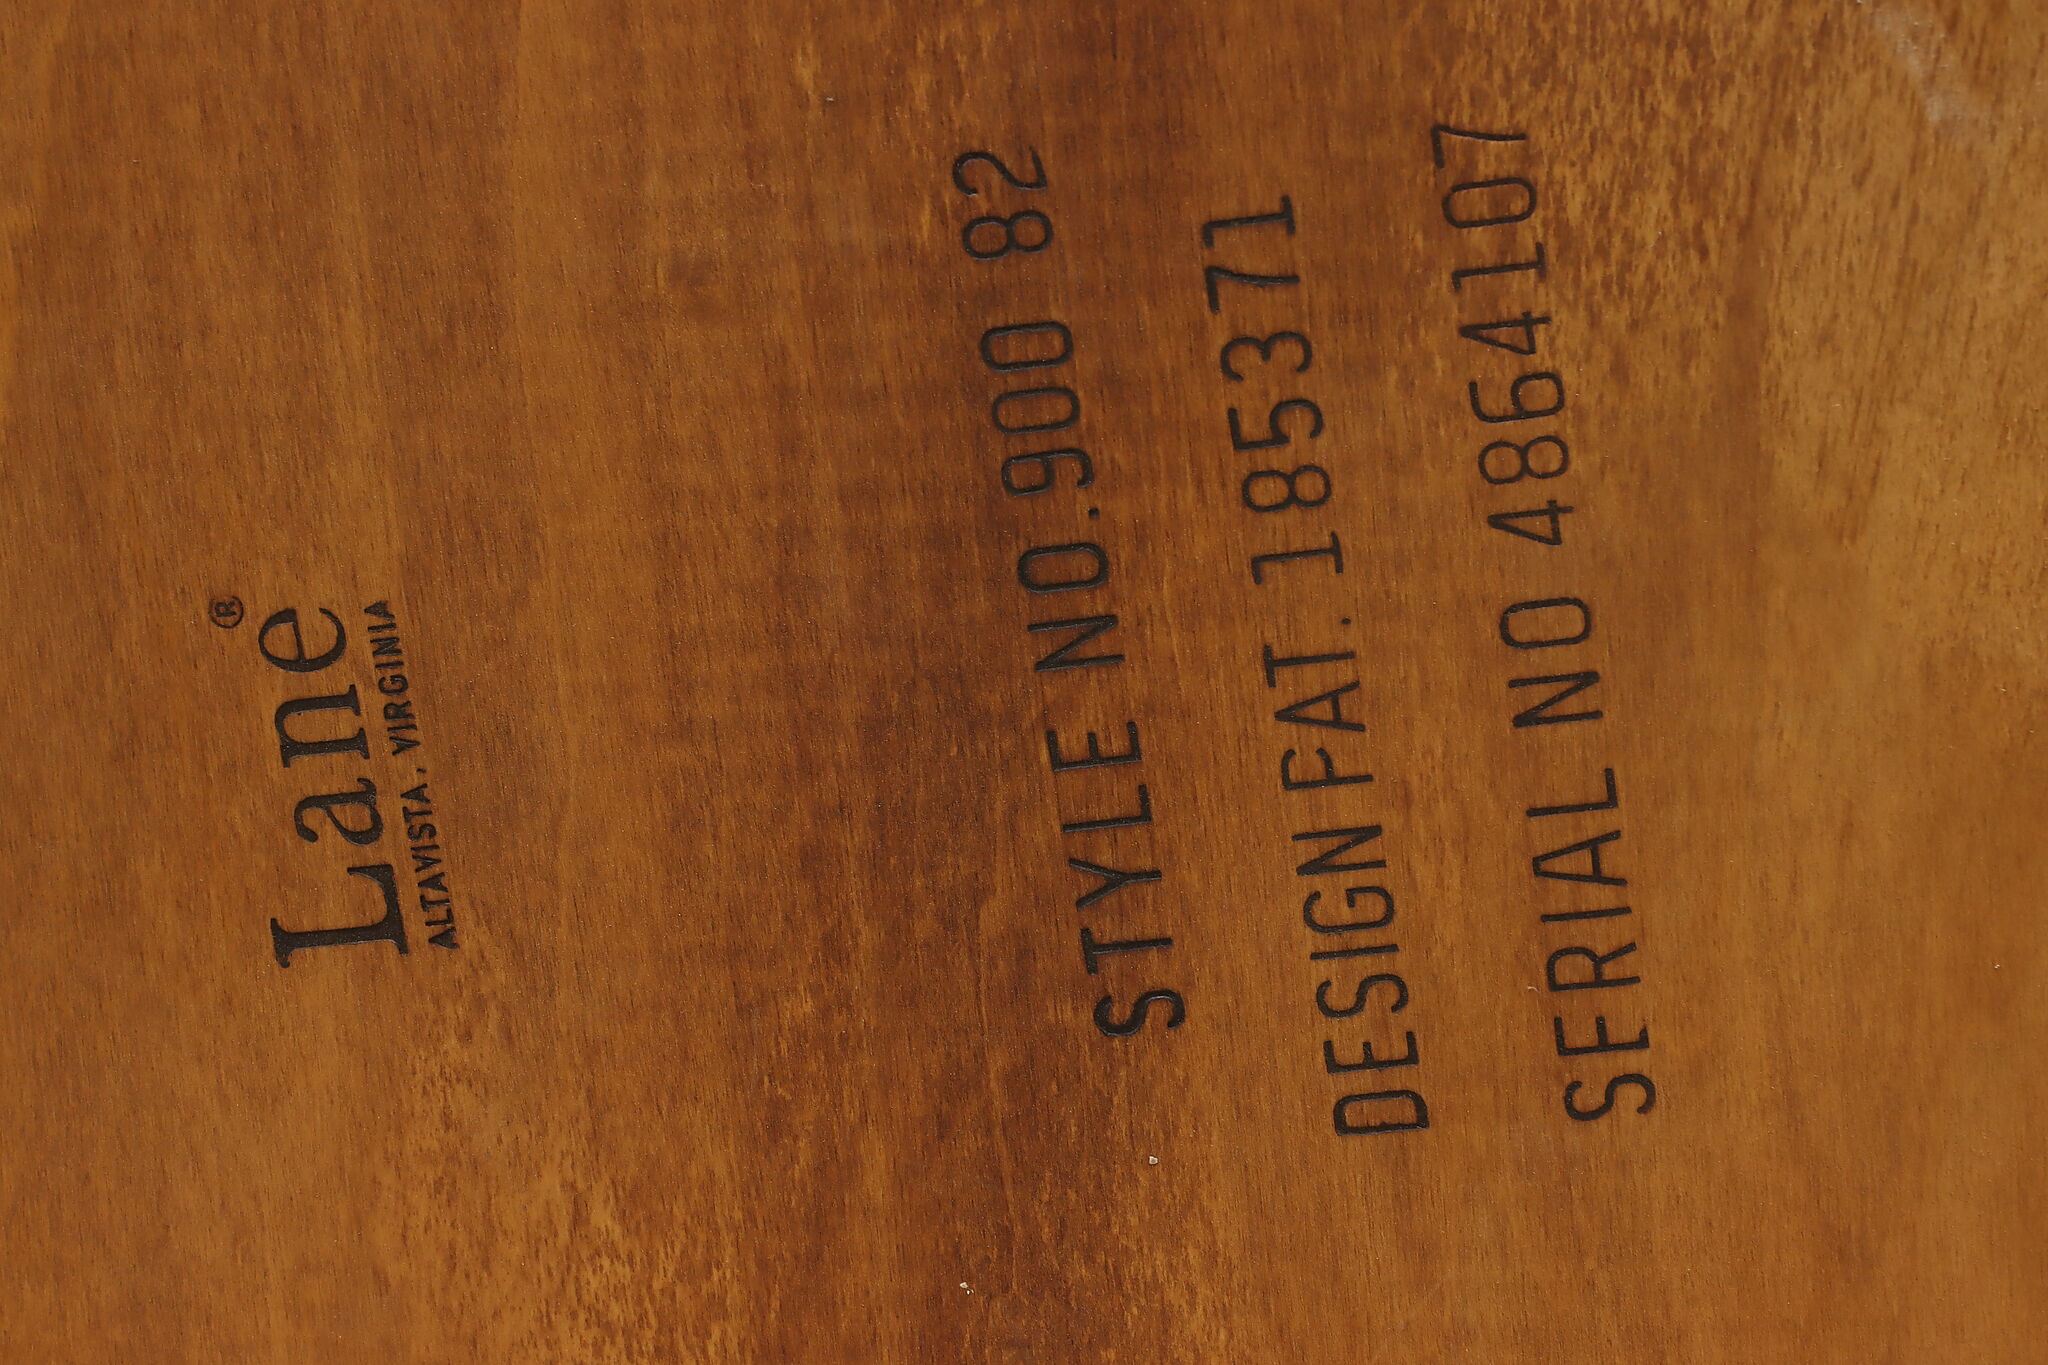 Lane®
ALTAVISTA, VIRGINIA
STYLE NO.900 82
DESIGN PAT. 185371
SERIAL NO 4864107